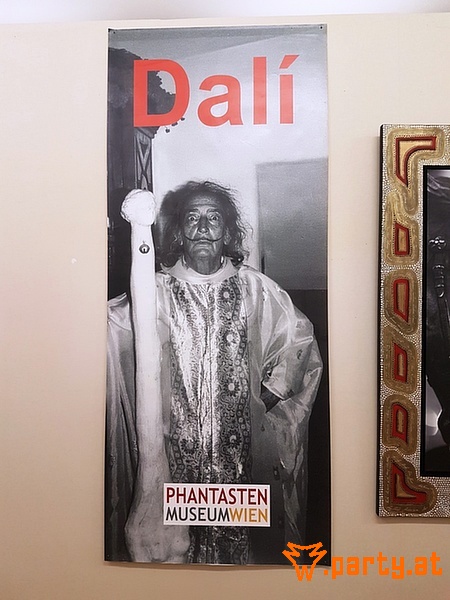 Dalí
PHANTASTEN
MUSEUMWIEN
party.at